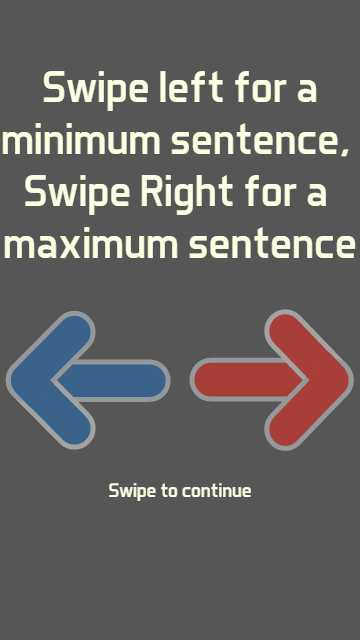 Swipe left for a
minimum sentence,
Swipe Right for a
maximum sentence
Swipe to continue